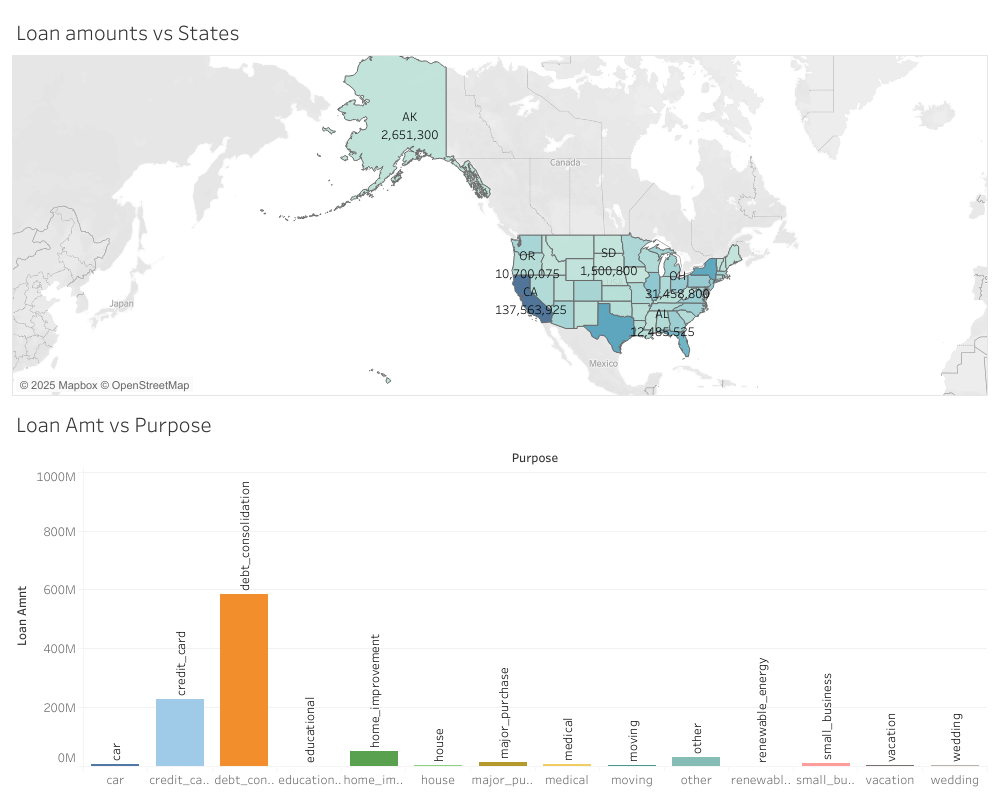 Loan amounts vs States
AK
2,651,300
Canada
OR
10,700,075
SD
1,500,800
OH
31,458,800
CA
137,563,925
AL
12,485,525
Japan
Mexico
© 2025 Mapbox © OpenStreetMap
Loan Amt vs Purpose
Purpose
Loan Amnt
1000M
800M
600M
400M
200M
0M
car
credit_card
debt_consolidation
educational
home_improvement
house
major_purchase
medical
moving
other
renewable_energy
small_business
vacation
wedding
car
credit_ca..
debt_con..
education..
home_im..
house
major_pu..
medical
moving
other
renewabl..
small_bu..
vacation
wedding